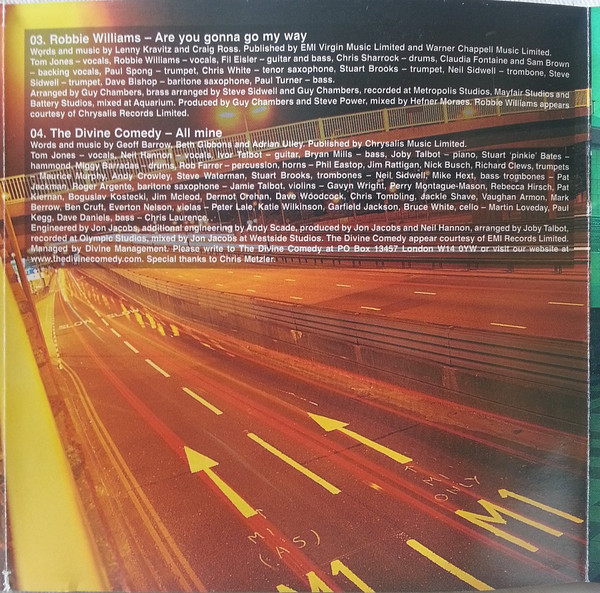 03. Robbie Williams – Are you gonna go my way
Words and music by Lenny Kravitz and Craig Ross. Published by EMI Virgin Music Limited and Warner Chappell Music Limited.
Tom Jones – vocals, Robbie Williams – vocals, Fil Eisler – guitar and bass, Chris Sharrock – drums, Claudia Fontaine and Sam Brown
– backing vocals, Paul Spong – trumpet, Chris White – tenor saxophone, Stuart Brooks – trumpet, Neil Sidwell – trombone, Steve
Sidwell – trumpet, Dave Bishop – baritone saxophone, Paul Turner – bass.
Arranged by Guy Chambers, brass arranged by Steve Sidwell and Guy Chambers, recorded at Metropolis Studios, Mayfair Studios and
Battery Studios, mixed at Aquarium. Produced by Guy Chambers and Steve Power, mixed by Hefner Moraes. Robbie Williams appears
courtesy of Chrysalis Records Limited.
04. The Divine Comedy – All mine
Words and music by Geoff Barrow, Beth Gibbons and Adrian Utley. Published by Chrysalis Music Limited.
Tom Jones – vocals, Neil Hannon – vocals, Ivor Talbot – guitar, Bryan Mills – bass, Joby Talbot – piano, Stuart 'pinkie' Bates –
hammond, Miggy Barradas – drums, Rob Farrer – percussion, horns – Phil Eastop, Jim Rattigan, Nick Busch, Richard Clews, trumpets
– Maurice Murphy, Andy Crowley, Steve Waterman, Stuart Brooks, trombones – Neil Sidwell, Mike Hext, bass trombones – Pat
Jackman, Roger Argente, baritone saxophone – Jamie Talbot, violins – Gavyn Wright, Perry Montague-Mason, Rebecca Hirsch, Pat
Kiernan, Boguslav Kostecki, Jim Mcleod, Dermot Crehan, Dave Woodcock, Chris Tombling, Jackie Shave, Vaughan Armon, Mark
Berrow, Ben Cruft, Everton Nelson, violas – Peter Lale, Katie Wilkinson, Garfield Jackson, Bruce White, cello – Martin Loveday, Paul
Kegg, Dave Daniels, bass – Chris Laurence.
Engineered by Jon Jacobs, additional engineering by Andy Scade, produced by Jon Jacobs and Neil Hannon, arranged by Joby Talbot,
recorded at Olympic Studios, mixed by Jon Jacobs at Westside Studios. The Divine Comedy appear courtesy of EMI Records Limited.
Managed by Divine Management. Please write to The Divine Comedy at PO Box 13457 London W14 0YW or visit our website at
www.thedivinecomedy.com. Special thanks to Chris Metzler.
SLOW
M1
ONLY
M1
(MAS)
M1